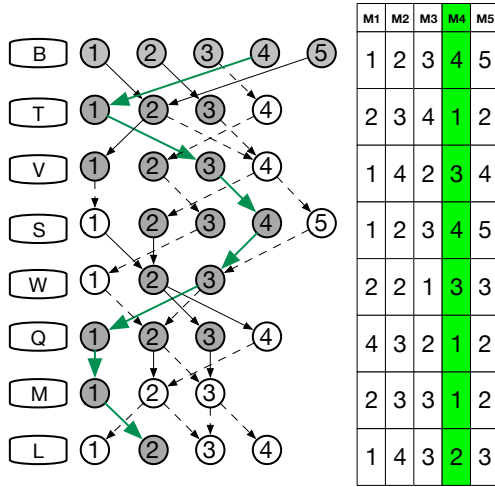 M1 M2 M3 M4 M5
B 1 2 3 4 5 1 2 3 4 5
T 1 2 3 4 2 3 4 1 2
V 1 2 3 4 1 4 2 3 4
S 1 2 3 4 5 1 2 3 4 5
W 1 2 3 2 2 1 3 3
Q 1 2 3 4 4 3 2 1 2
M 1 2 3 2 3 3 1 2
L 1 2 3 4 1 4 3 2 3